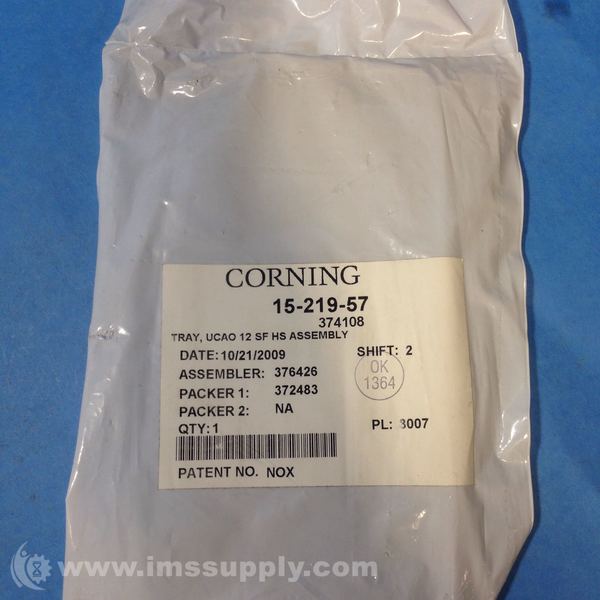 CORNING
15-219-57
374108
TRAY, UCAO 12 SF HS ASSEMBLY
DATE: 10/21/2009 SHIFT: 2
ASSEMBLER: 376426
OK
1364
PACKER 1: 372483
PACKER 2: NA
QTY: 1 PL: 8007
PATENT NO. NOX
www.imssupply.com